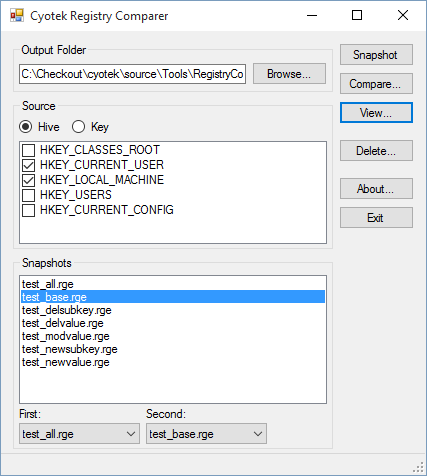 Cyotek Registry Comparer
Output Folder
C:\Checkout\cyotek\source\Tools\RegistryCo
Browse...
Snapshot
Compare...
View...
Delete...
About...
Exit
Source
Hive
Key
HKEY_CLASSES_ROOT
HKEY_CURRENT_USER
HKEY_LOCAL_MACHINE
HKEY_USERS
HKEY_CURRENT_CONFIG
Snapshots
test_all.rge
test_base.rge
test_delsubkey.rge
test_delvalue.rge
test_modvalue.rge
test_newsubkey.rge
test_newvalue.rge
First:
Second:
test_all.rge
test_base.rge